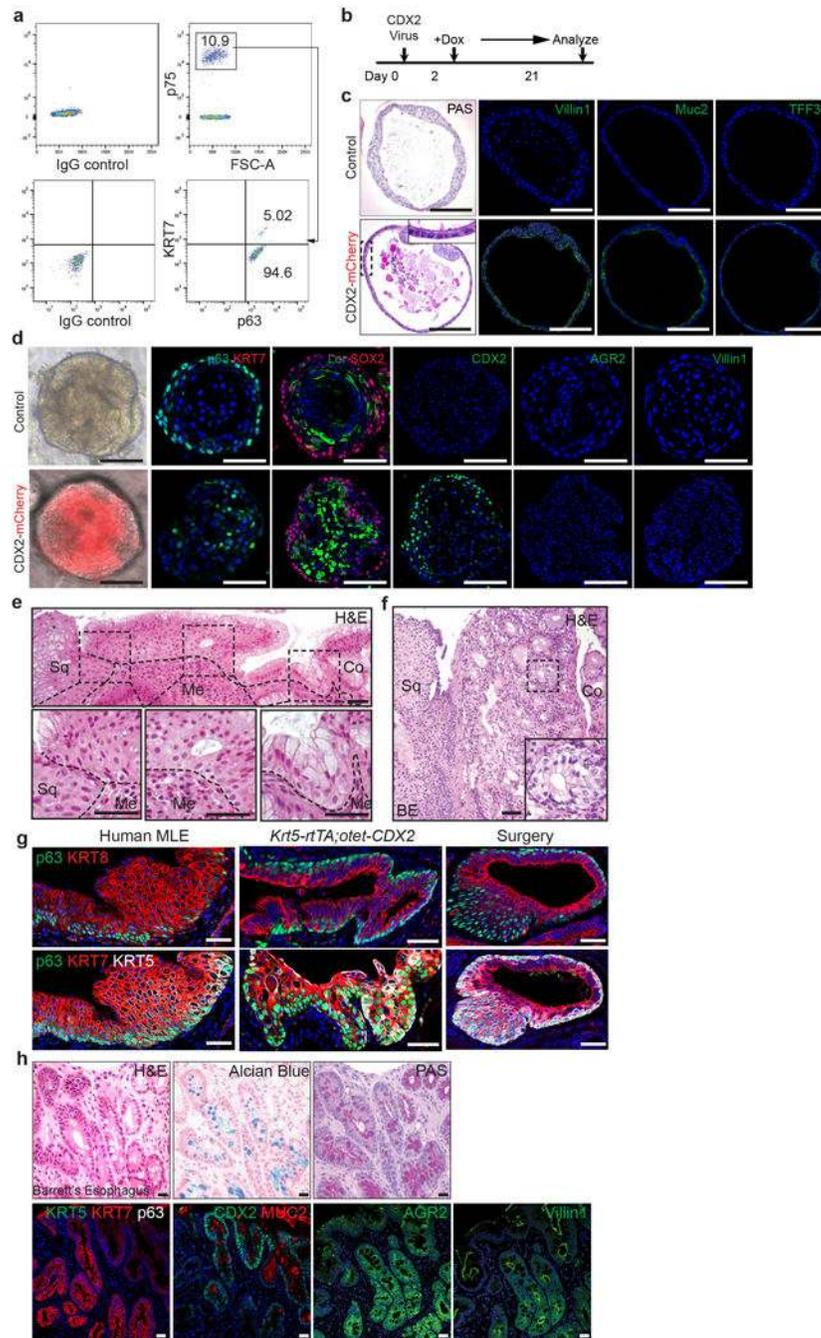 a
10.9
p75
IgG control
FSC-A
KRT7
5.02
94.6
IgG control
p63
b
CDX2
Virus
+Dox
Analyze
Day 0
2
21
c
Control
PAS
Villin1
Muc2
TFF3
CDX2-mCherry
d
Control
p63 KRT7
Lor SOX2
CDX2
AGR2
Villin1
CDX2-mCherry
e
H&E
Sq
Me
Co
Sq
Me
Me
Me
f
H&E
Sq
Co
BE
g
Human MLE
Krt5-rtTA;otet-CDX2
Surgery
p63 KRT8
p63 KRT7 KRT5
h
H&E
Alcian Blue
PAS
Barrett's Esophagus
KRT5 KRT7 p63
CDX2 MUC2
AGR2
Villin1